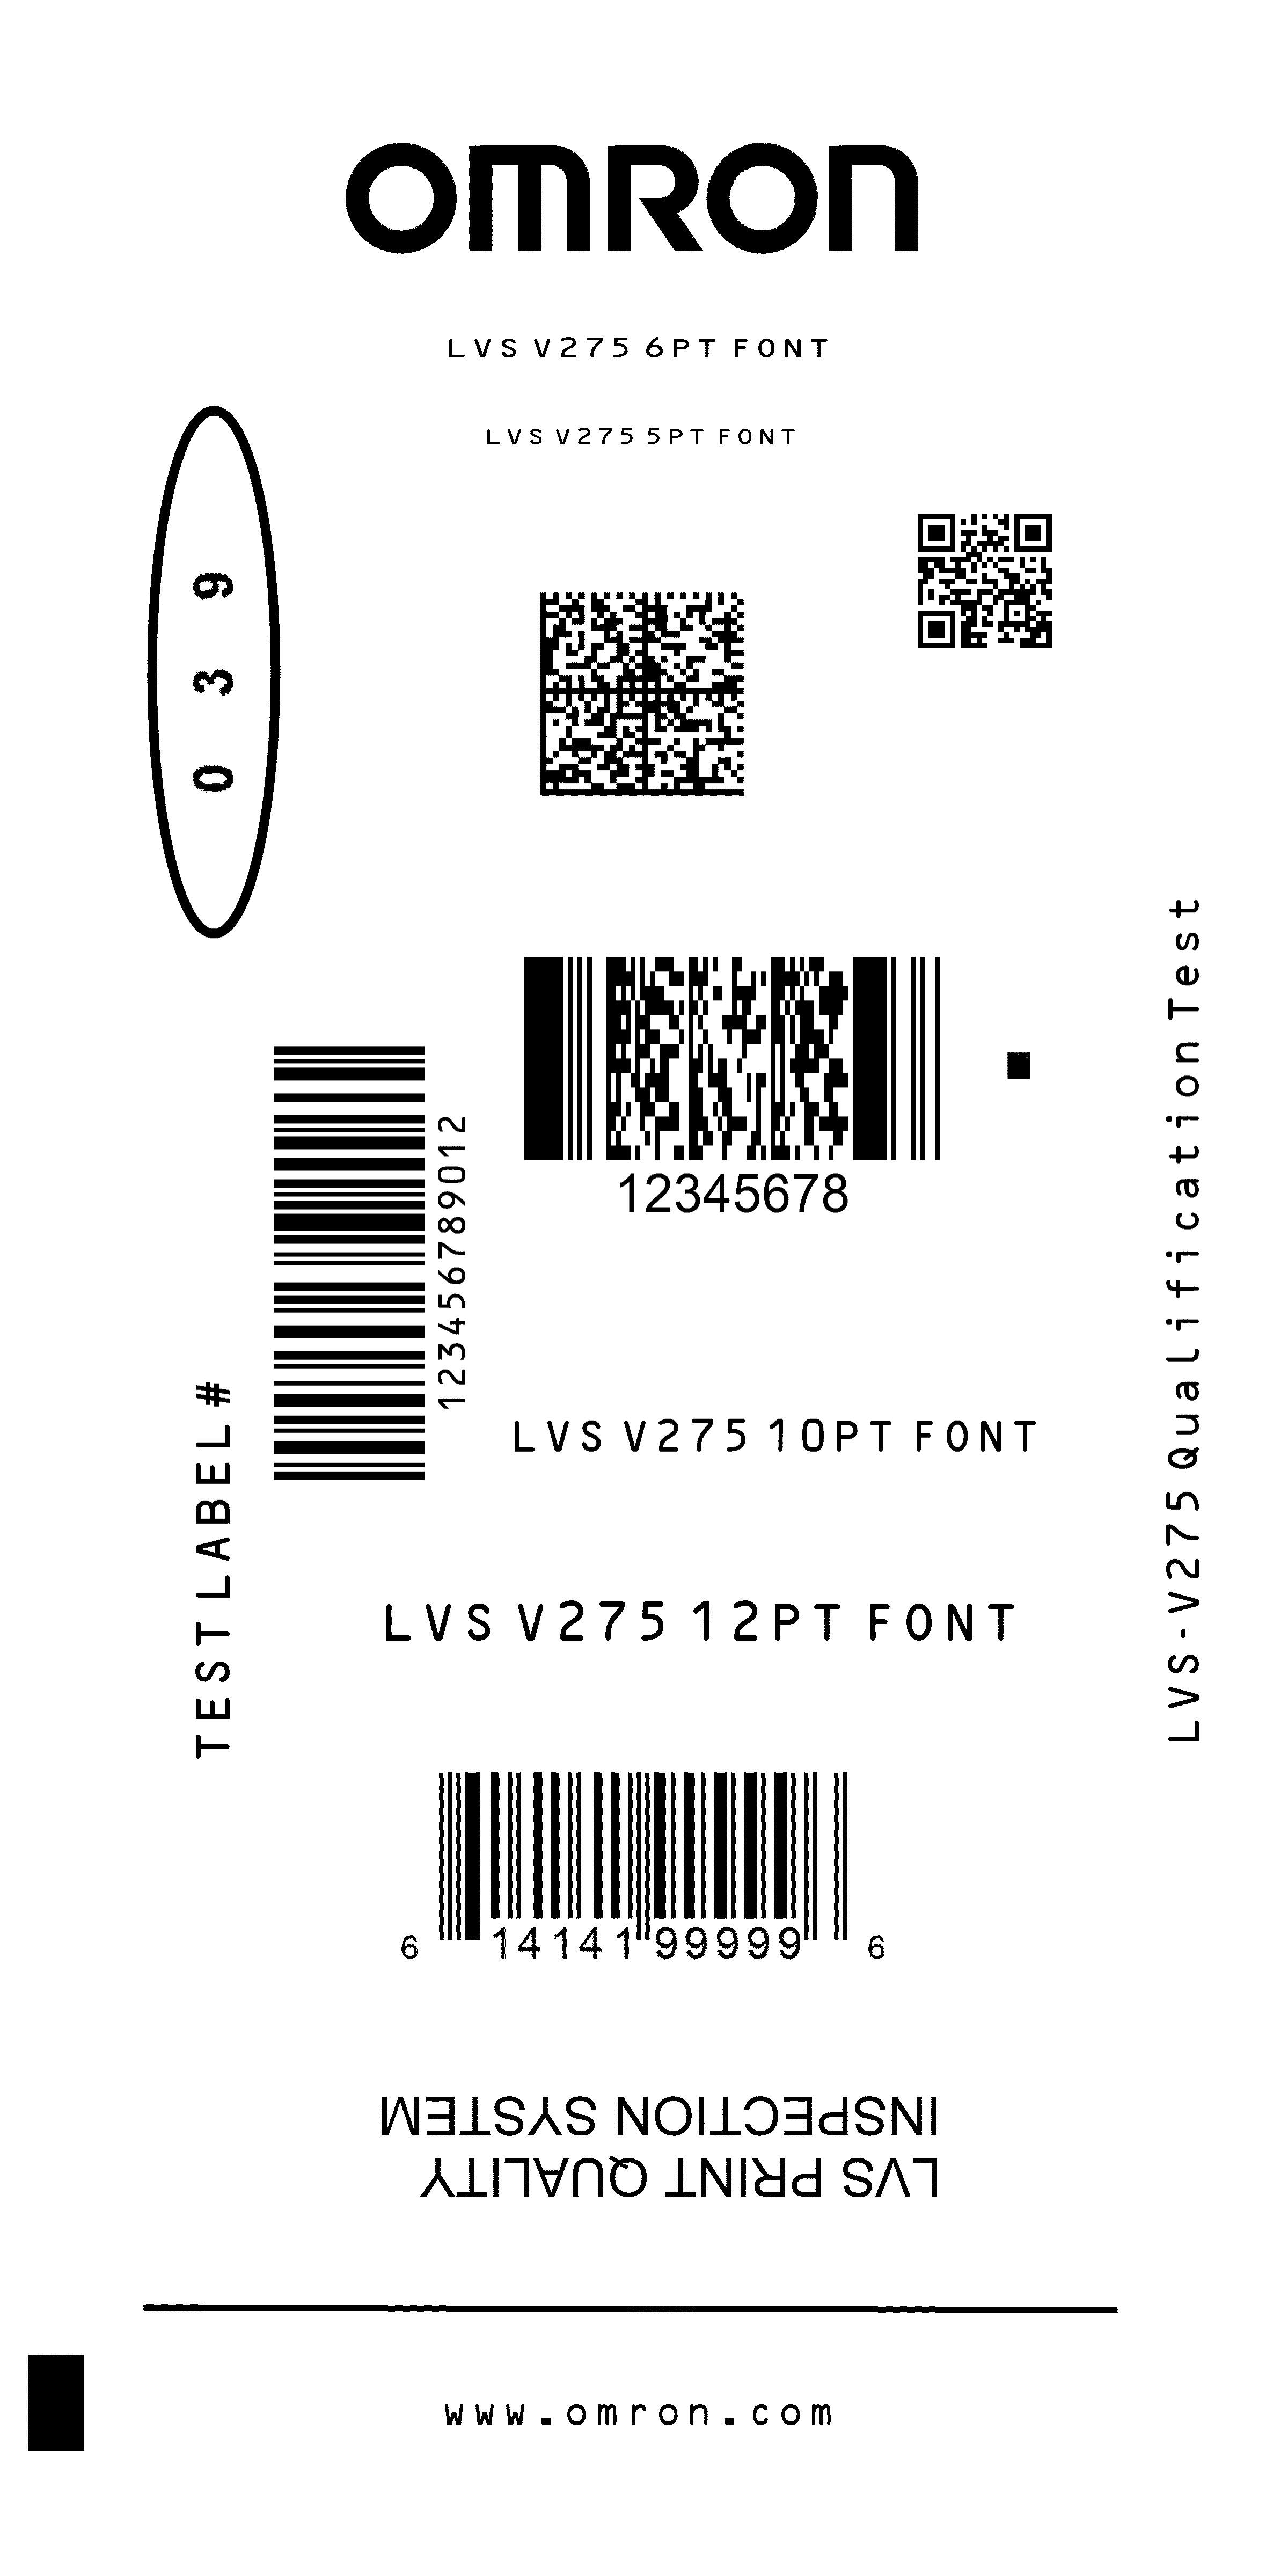 OMRON
LVS V275 6PT FONT
LVS V275 5PT FONT
039
12345678
123456789012
LVS V275 10PT FONT
TEST LABEL #
LVS-V275 Qualification Test
LVS V275 12PT FONT
6 14141 99999 6
LVS PRINT QUALITY
INSPECTION SYSTEM
www.omron.com